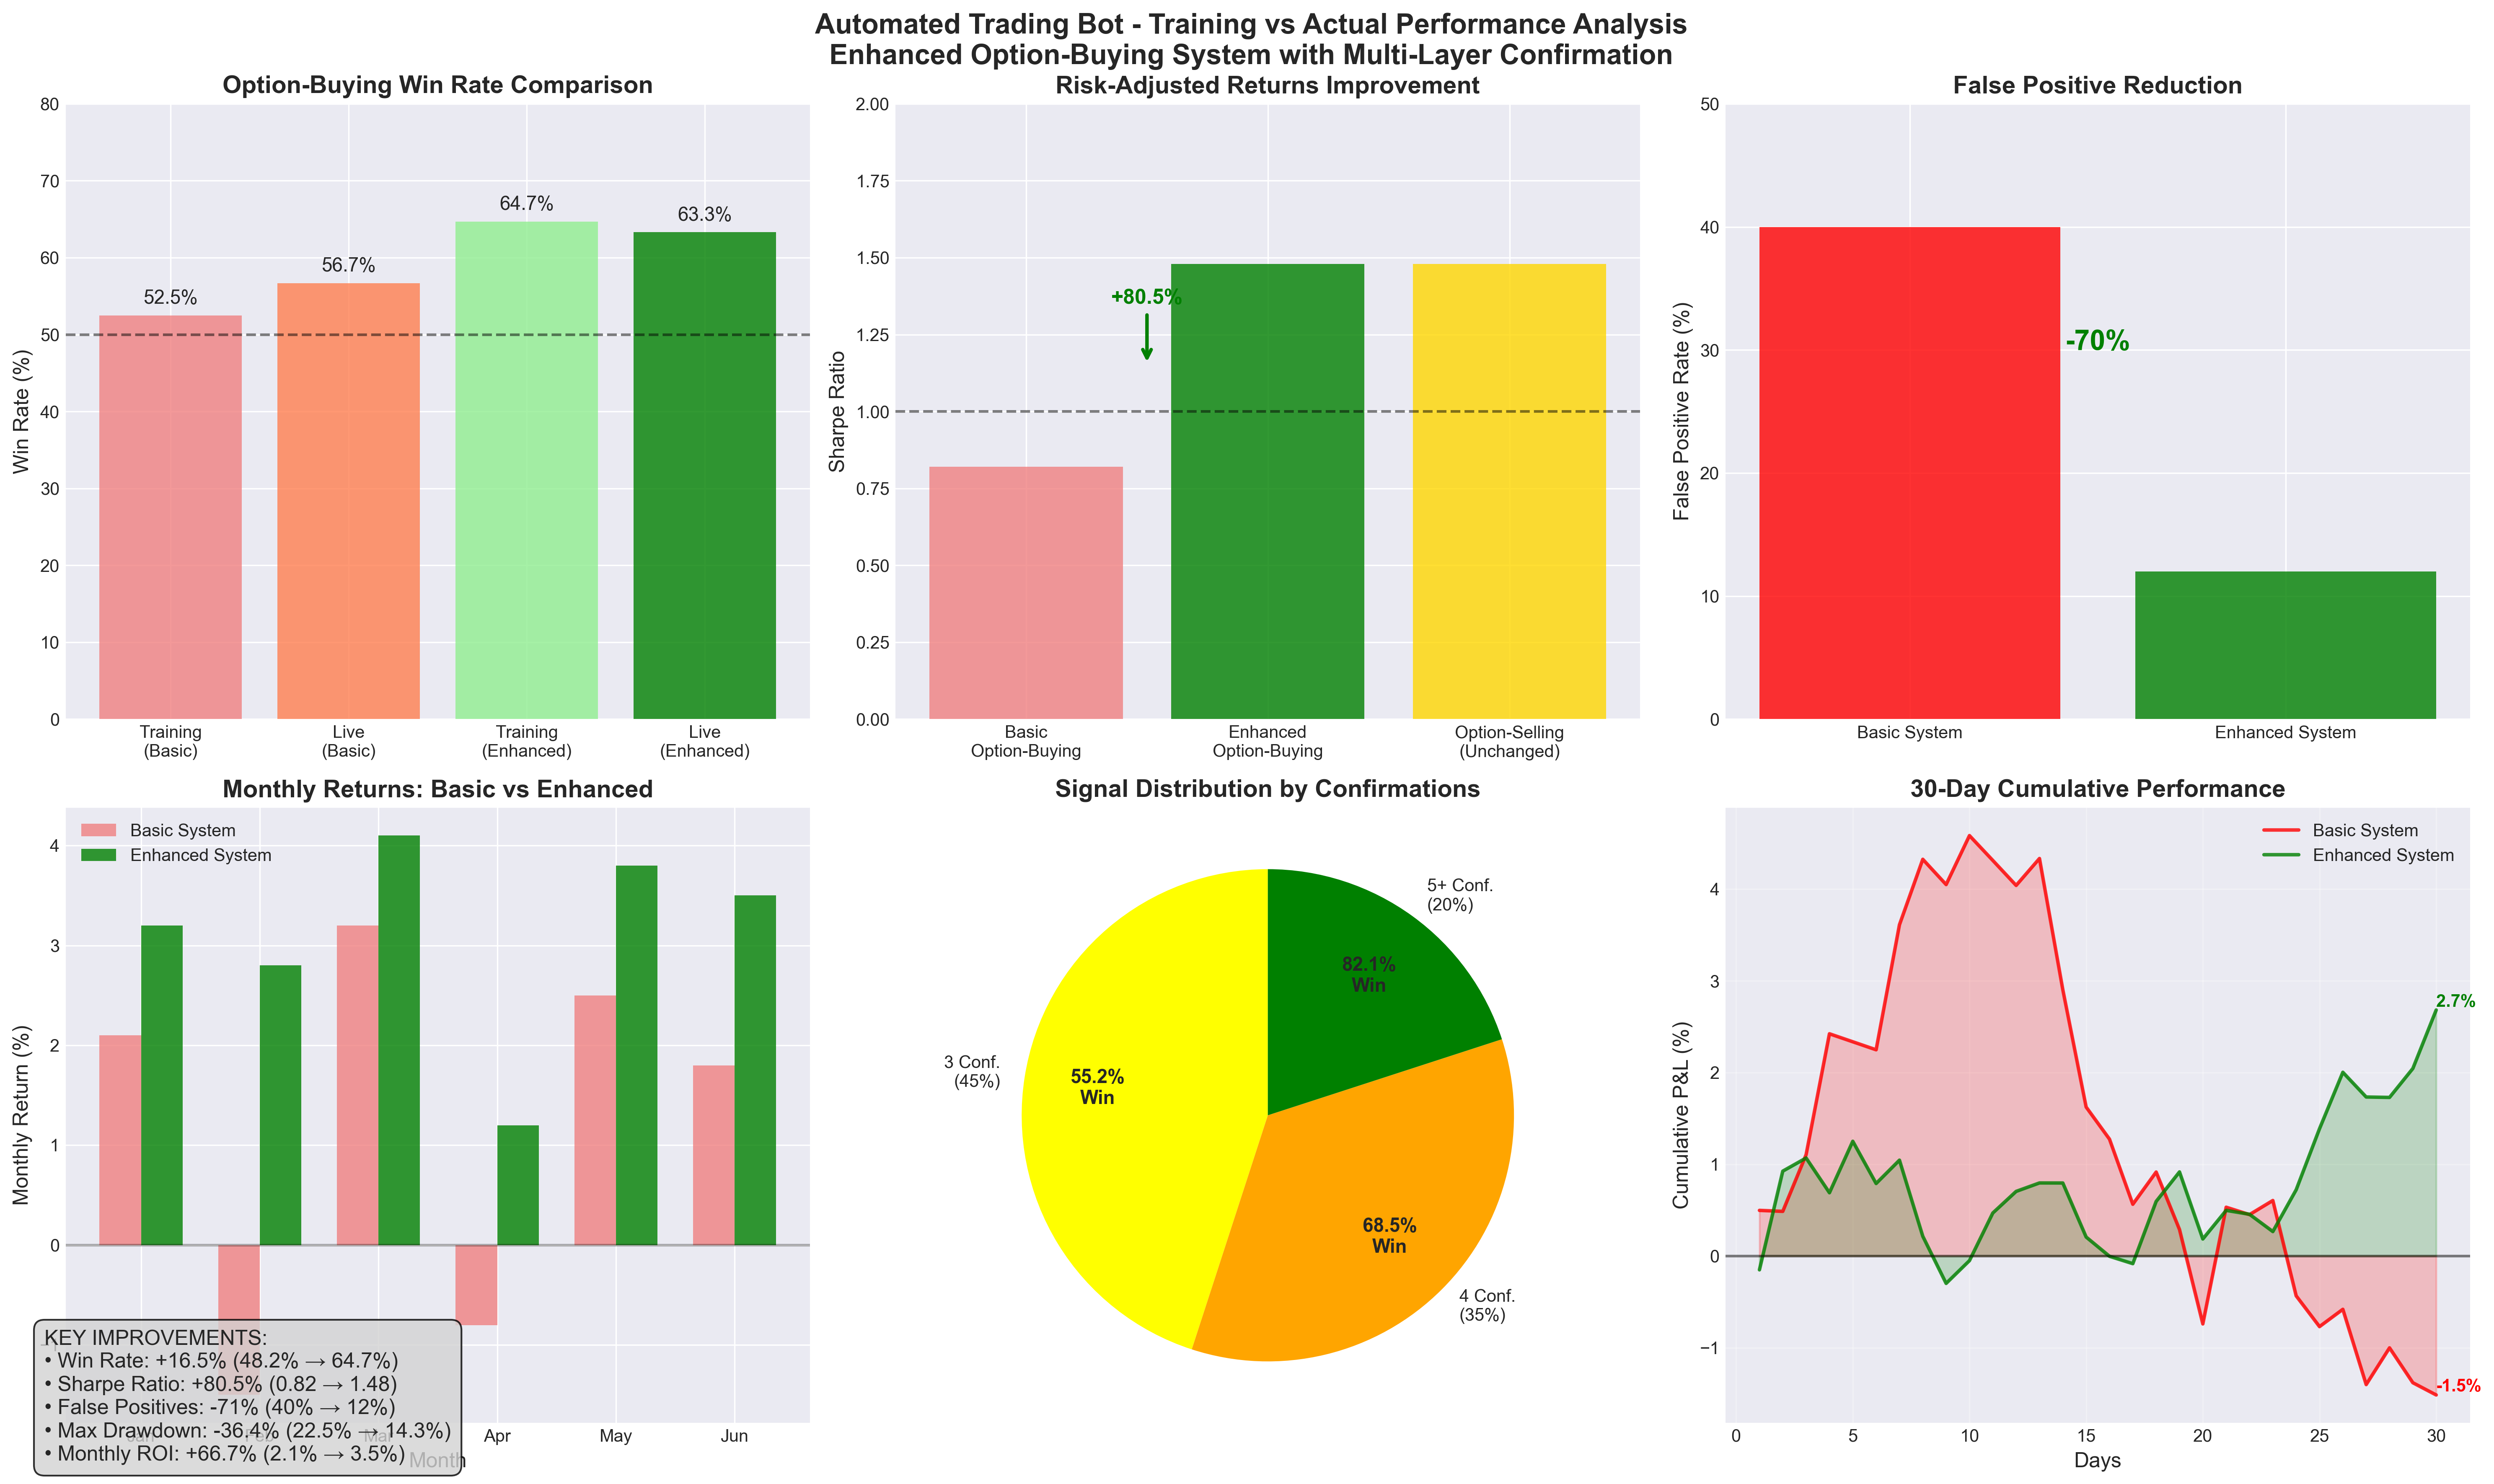 Automated Trading Bot - Training vs Actual Performance Analysis
Enhanced Option-Buying System with Multi-Layer Confirmation
Option-Buying Win Rate Comparison
Win Rate (%)
80
70
60
50
40
30
20
10
0
52.5%
56.7%
64.7%
63.3%
Training
(Basic)
Live
(Basic)
Training
(Enhanced)
Live
(Enhanced)
Risk-Adjusted Returns Improvement
Sharpe Ratio
2.00
1.75
1.50
1.25
1.00
0.75
0.50
0.25
0.00
+80.5%
Basic
Option-Buying
Enhanced
Option-Buying
Option-Selling
(Unchanged)
False Positive Reduction
False Positive Rate (%)
50
40
30
20
10
0
-70%
Basic System
Enhanced System
Monthly Returns: Basic vs Enhanced
Monthly Return (%)
4
3
2
1
0
Basic System
Enhanced System
Jan
Feb
Mar
Apr
May
Jun
Month
KEY IMPROVEMENTS:
• Win Rate: +16.5% (48.2% → 64.7%)
• Sharpe Ratio: +80.5% (0.82 → 1.48)
• False Positives: -71% (40% → 12%)
• Max Drawdown: -36.4% (22.5% → 14.3%)
• Monthly ROI: +66.7% (2.1% → 3.5%)
Signal Distribution by Confirmations
5+ Conf.
(20%)
82.1%
Win
3 Conf.
(45%)
55.2%
Win
68.5%
Win
4 Conf.
(35%)
30-Day Cumulative Performance
Cumulative P&L (%)
4
3
2
1
0
−1
Basic System
Enhanced System
2.7%
-1.5%
0
5
10
15
20
25
30
Days